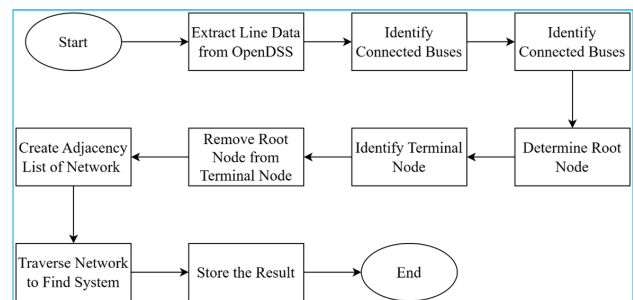 Start
Extract Line Data
from OpenDSS
Identify
Connected Buses
Identify
Connected Buses
Determine Root
Node
Identify Terminal
Node
Remove Root
Node from
Terminal Node
Create Adjacency
List of Network
Traverse Network
to Find System
Store the Result
End